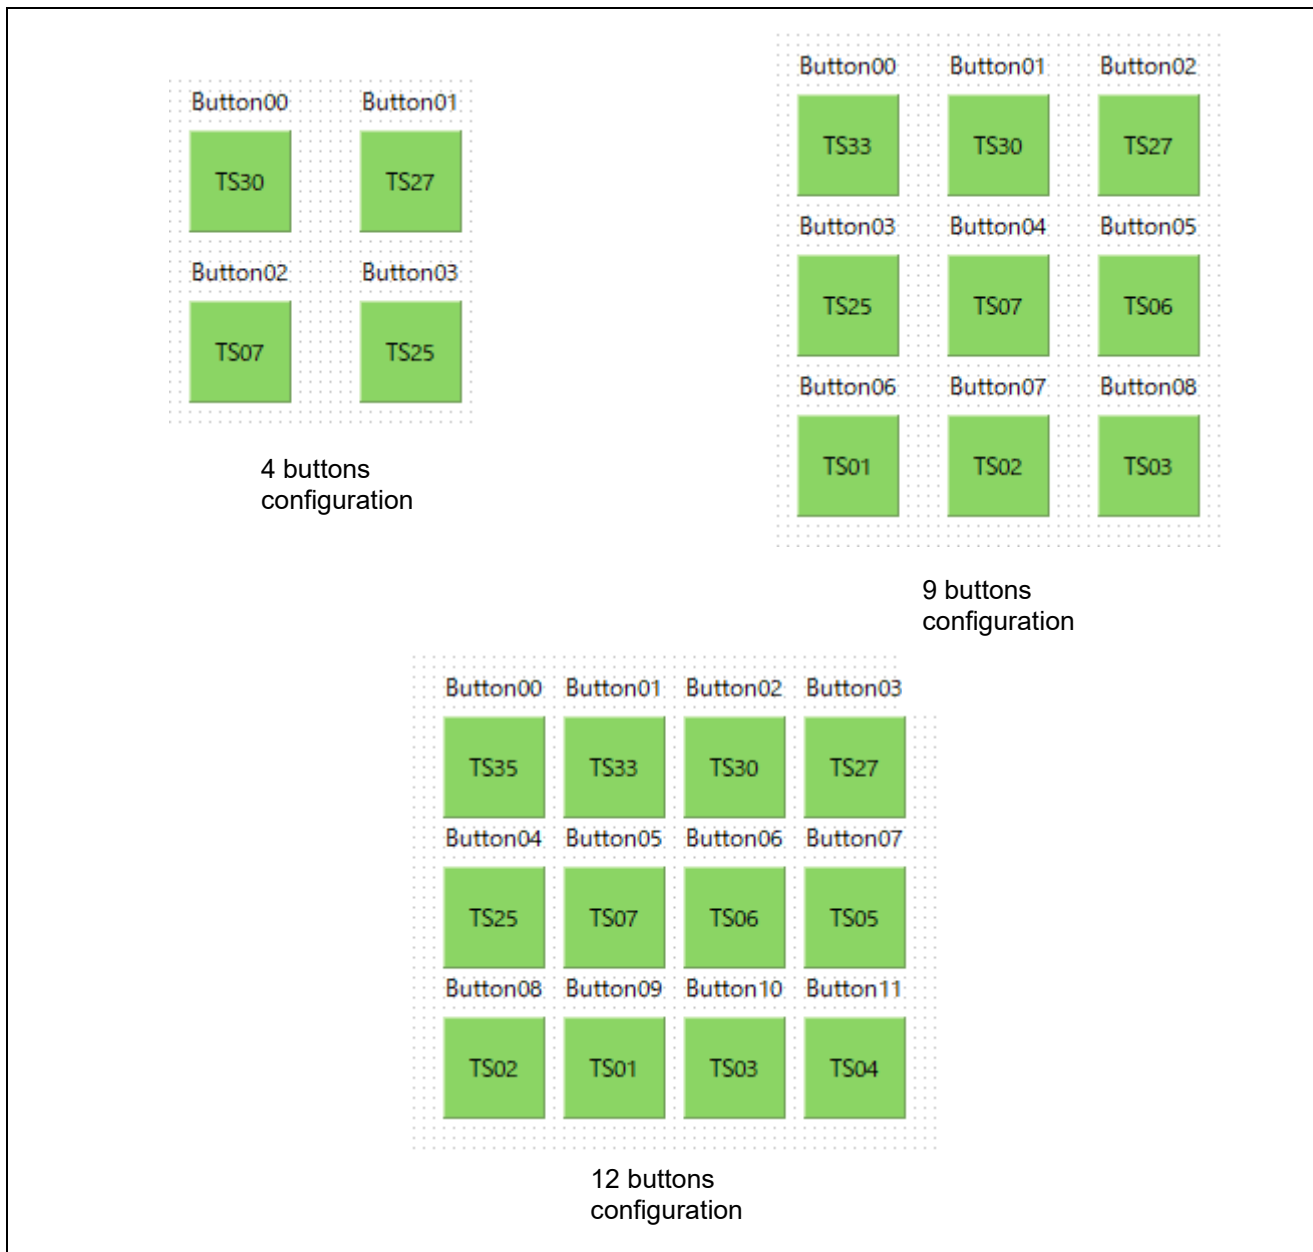 Button00 Button01
TS30 TS27
Button02 Button03
TS07 TS25
4 buttons
configuration
Button00 Button01 Button02
TS33 TS30 TS27
Button03 Button04 Button05
TS25 TS07 TS06
Button06 Button07 Button08
TS01 TS02 TS03
9 buttons
configuration
Button00 Button01 Button02 Button03
TS35 TS33 TS30 TS27
Button04 Button05 Button06 Button07
TS25 TS07 TS06 TS05
Button08 Button09 Button10 Button11
TS02 TS01 TS03 TS04
12 buttons
configuration